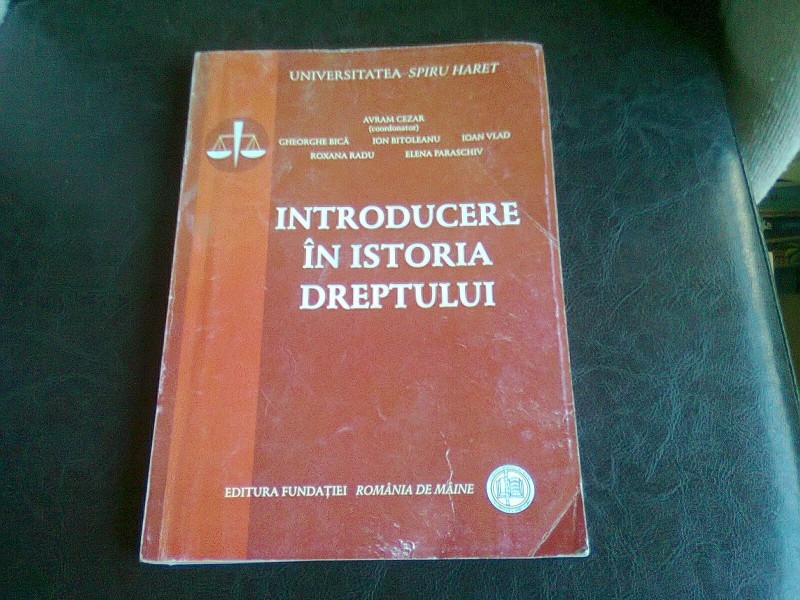 UNIVERSITATEA SPIRU HARET
AVRAM CEZAR
(coordonator)
GHEORGHE BICĂ ION BITOLEANU IOAN VLAD
ROXANA RADU ELENA PARASCHIV
INTRODUCERE
ÎN ISTORIA
DREPTULUI
EDITURA FUNDAȚIEI ROMÂNIA DE MÂINE